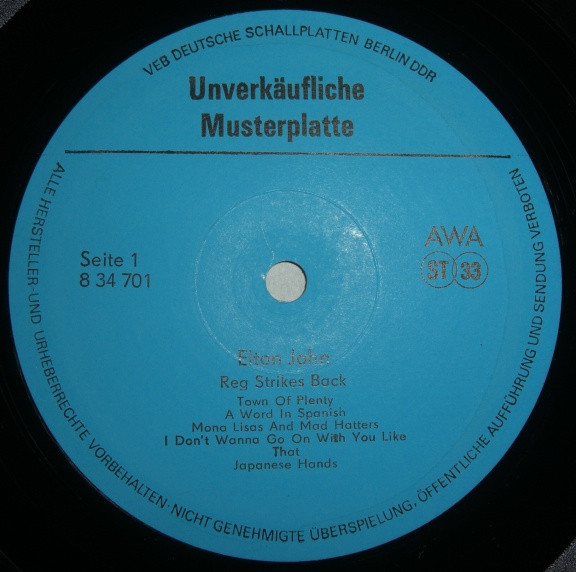 VEB DEUTSCHE SCHALLPLATTEN BERLIN DDR
Unverkäufliche
Musterplatte
Seite 1
8 34 701
AWA
ST 33
Elton John
Reg Strikes Back
Town Of Plenty
A Word In Spanish
Mona Lisas And Mad Hatters
I Don't Wanna Go On With You Like
That
Japanese Hands
ALLE HERSTELLER- UND URHEBERRECHTE VORBEHALTEN· NICHT GENEHMIGTE ÜBERSPIELUNG, ÖFFENTLICHE AUFFÜHRUNG UND SENDUNG VERBOTEN